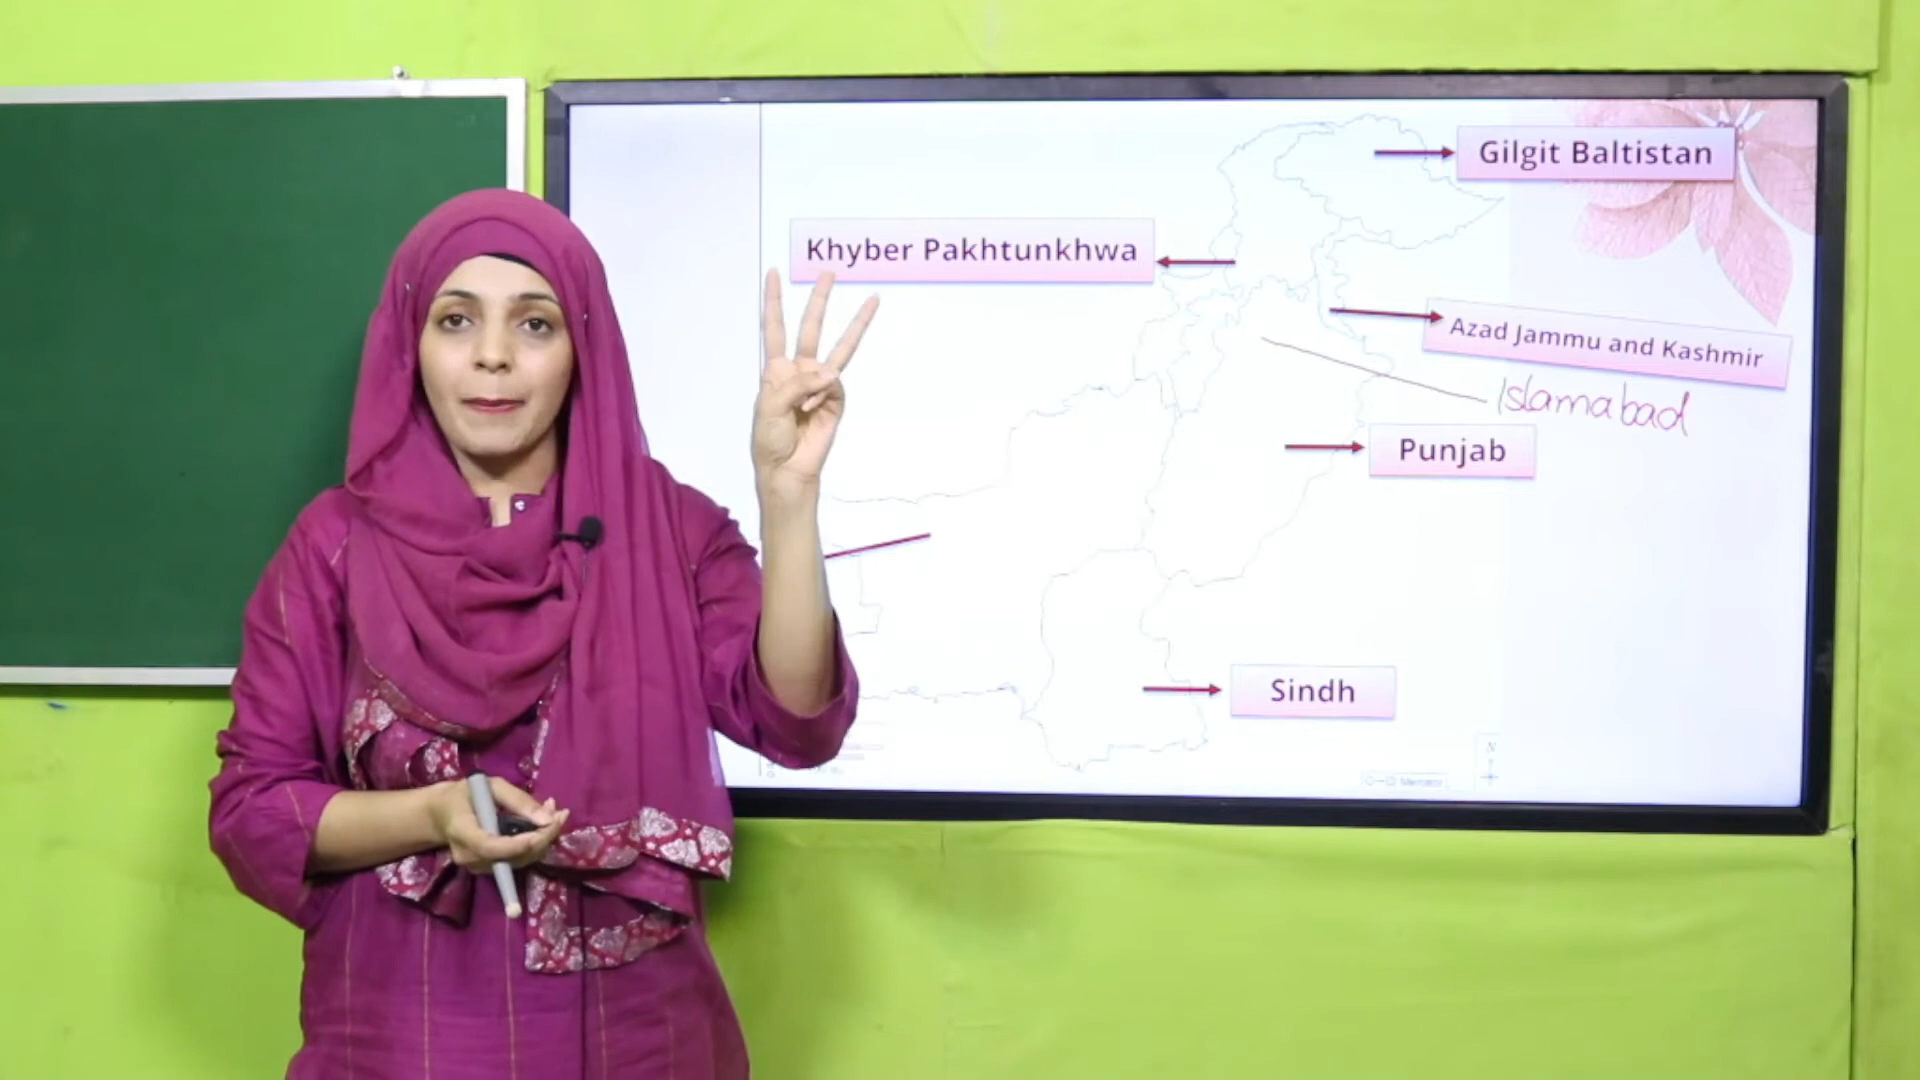 Gilgit Baltistan
Khyber Pakhtunkhwa
Azad Jammu and Kashmir
Islamabad
Punjab
Sindh
N